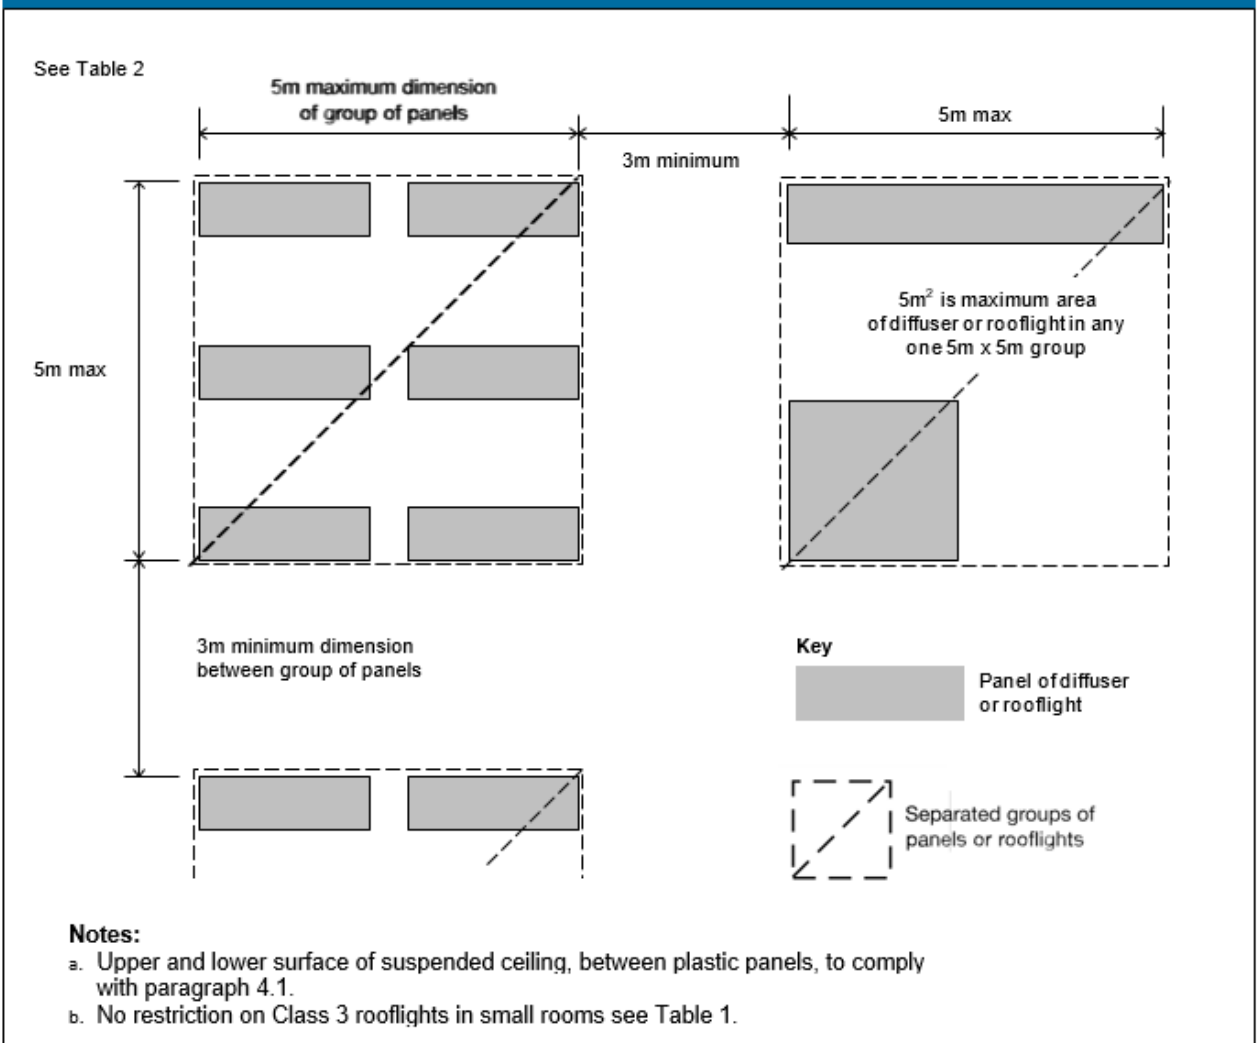 See Table 2
5m maximum dimension
of group of panels
5m max
3m minimum
5m² is maximum area
of diffuser or rooflight in any
one 5m x 5m group
5m max
3m minimum dimension
between group of panels
Key
Panel of diffuser
or rooflight
Separated groups of
panels or rooflights
Notes:
a. Upper and lower surface of suspended ceiling, between plastic panels, to comply
with paragraph 4.1.
b. No restriction on Class 3 rooflights in small rooms see Table 1.